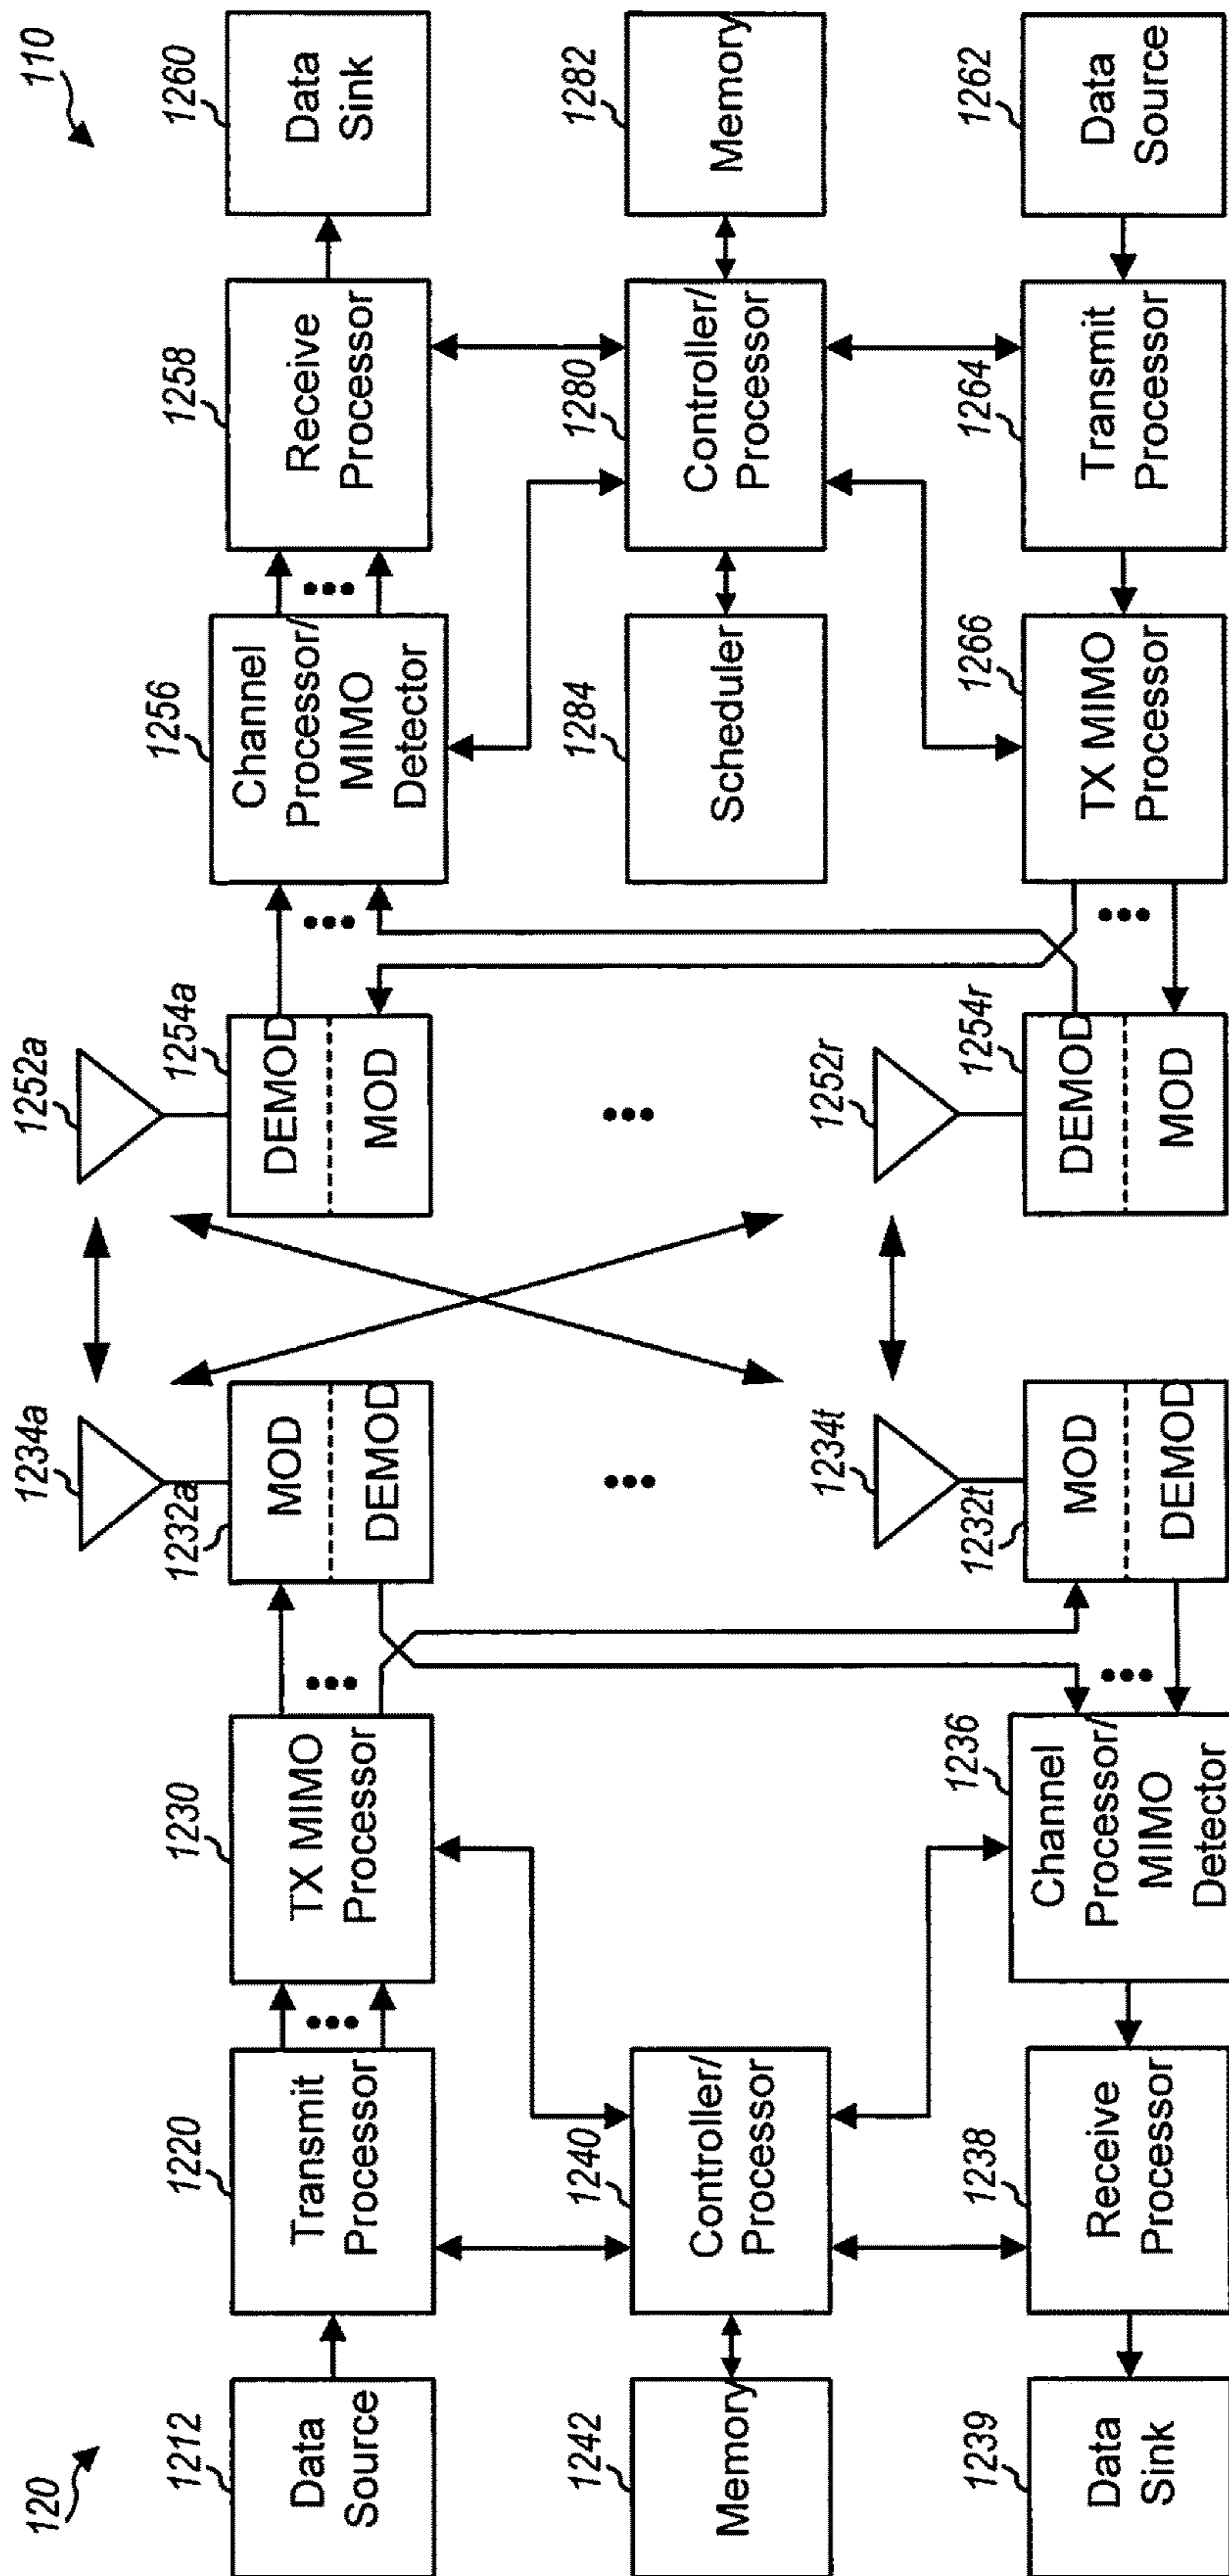 120
110
1212
Data
Source
1220
Transmit
Processor
1230
TX MIMO
Processor
1234a
1232a
MOD
DEMOD
1252a
1254a
DEMOD
MOD
1256
Channel
Processor/
MIMO
Detector
1258
Receive
Processor
1260
Data
Sink
1242
Memory
1240
Controller/
Processor
1284
Scheduler
1280
Controller/
Processor
1282
Memory
1239
Data
Sink
1238
Receive
Processor
1236
Channel
Processor/
MIMO
Detector
1234t
1232t
MOD
DEMOD
1252r
1254r
DEMOD
MOD
1266
TX MIMO
Processor
1264
Transmit
Processor
1262
Data
Source